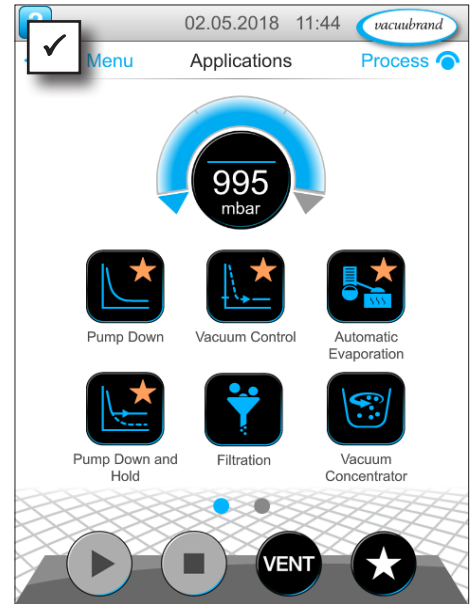 02.05.2018 11:44 vacuubrand
Menu Applications Process
995
mbar
Pump Down Vacuum Control Automatic
Evaporation
Pump Down and
Hold
Filtration
Vacuum
Concentrator
VENT